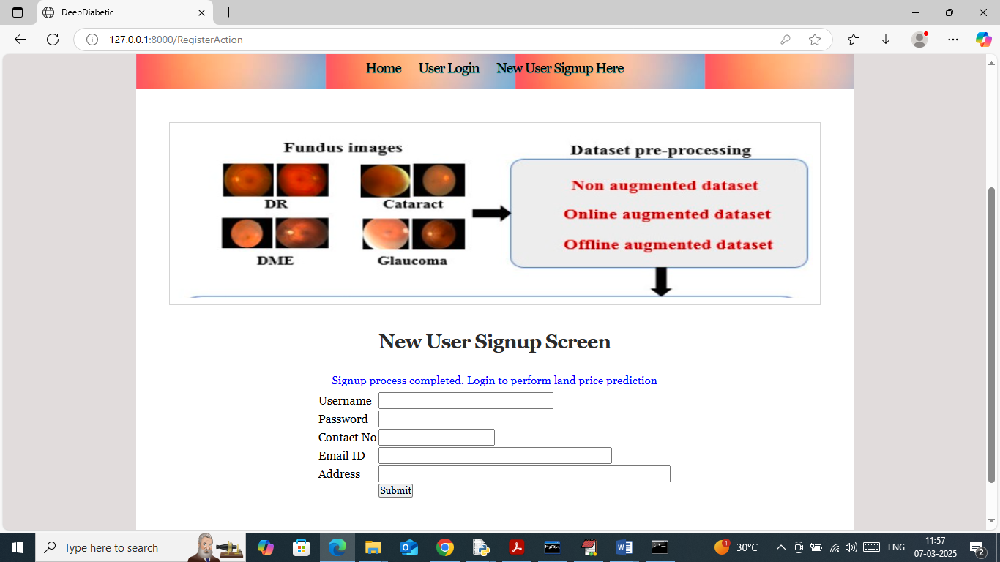 DeepDiabetic
127.0.0.1:8000/RegisterAction
Home User Login New User Signup Here
Fundus images
Dataset pre-processing
DR
Cataract
DME
Glaucoma
Non augmented dataset
Online augmented dataset
Offline augmented dataset
New User Signup Screen
Signup process completed. Login to perform land price prediction
Username
Password
Contact No
Email ID
Address
Submit
Type here to search
1
30°C
ENG
11:57
07-03-2025
2